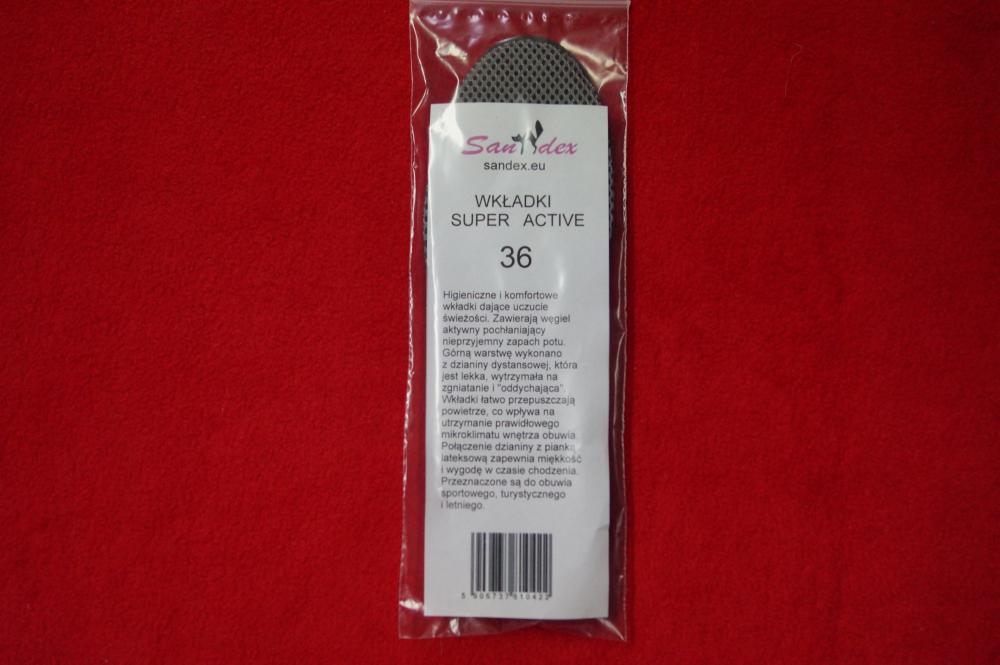 Sandex
sandex.eu
WKŁADKI
SUPER ACTIVE
36
Higieniczne i komfortowe
wkładki dające uczucie
świeżości. Zawierają węgiel
aktywny pochłaniający
nieprzyjemny zapach potu.
Górną warstwę wykonano
z dzianiny dystansowej, która
jest lekka, wytrzymała na
zgniatanie i "oddychająca".
Wkładki łatwo przepuszczają
powietrze, co wpływa na
utrzymanie prawidłowego
mikroklimatu wnętrza obuwia.
Połączenie dzianiny z pianką
lateksową zapewnia miękkość
i wygodę w czasie chodzenia.
Przeznaczone są do obuwia
sportowego, turystycznego
i letniego.